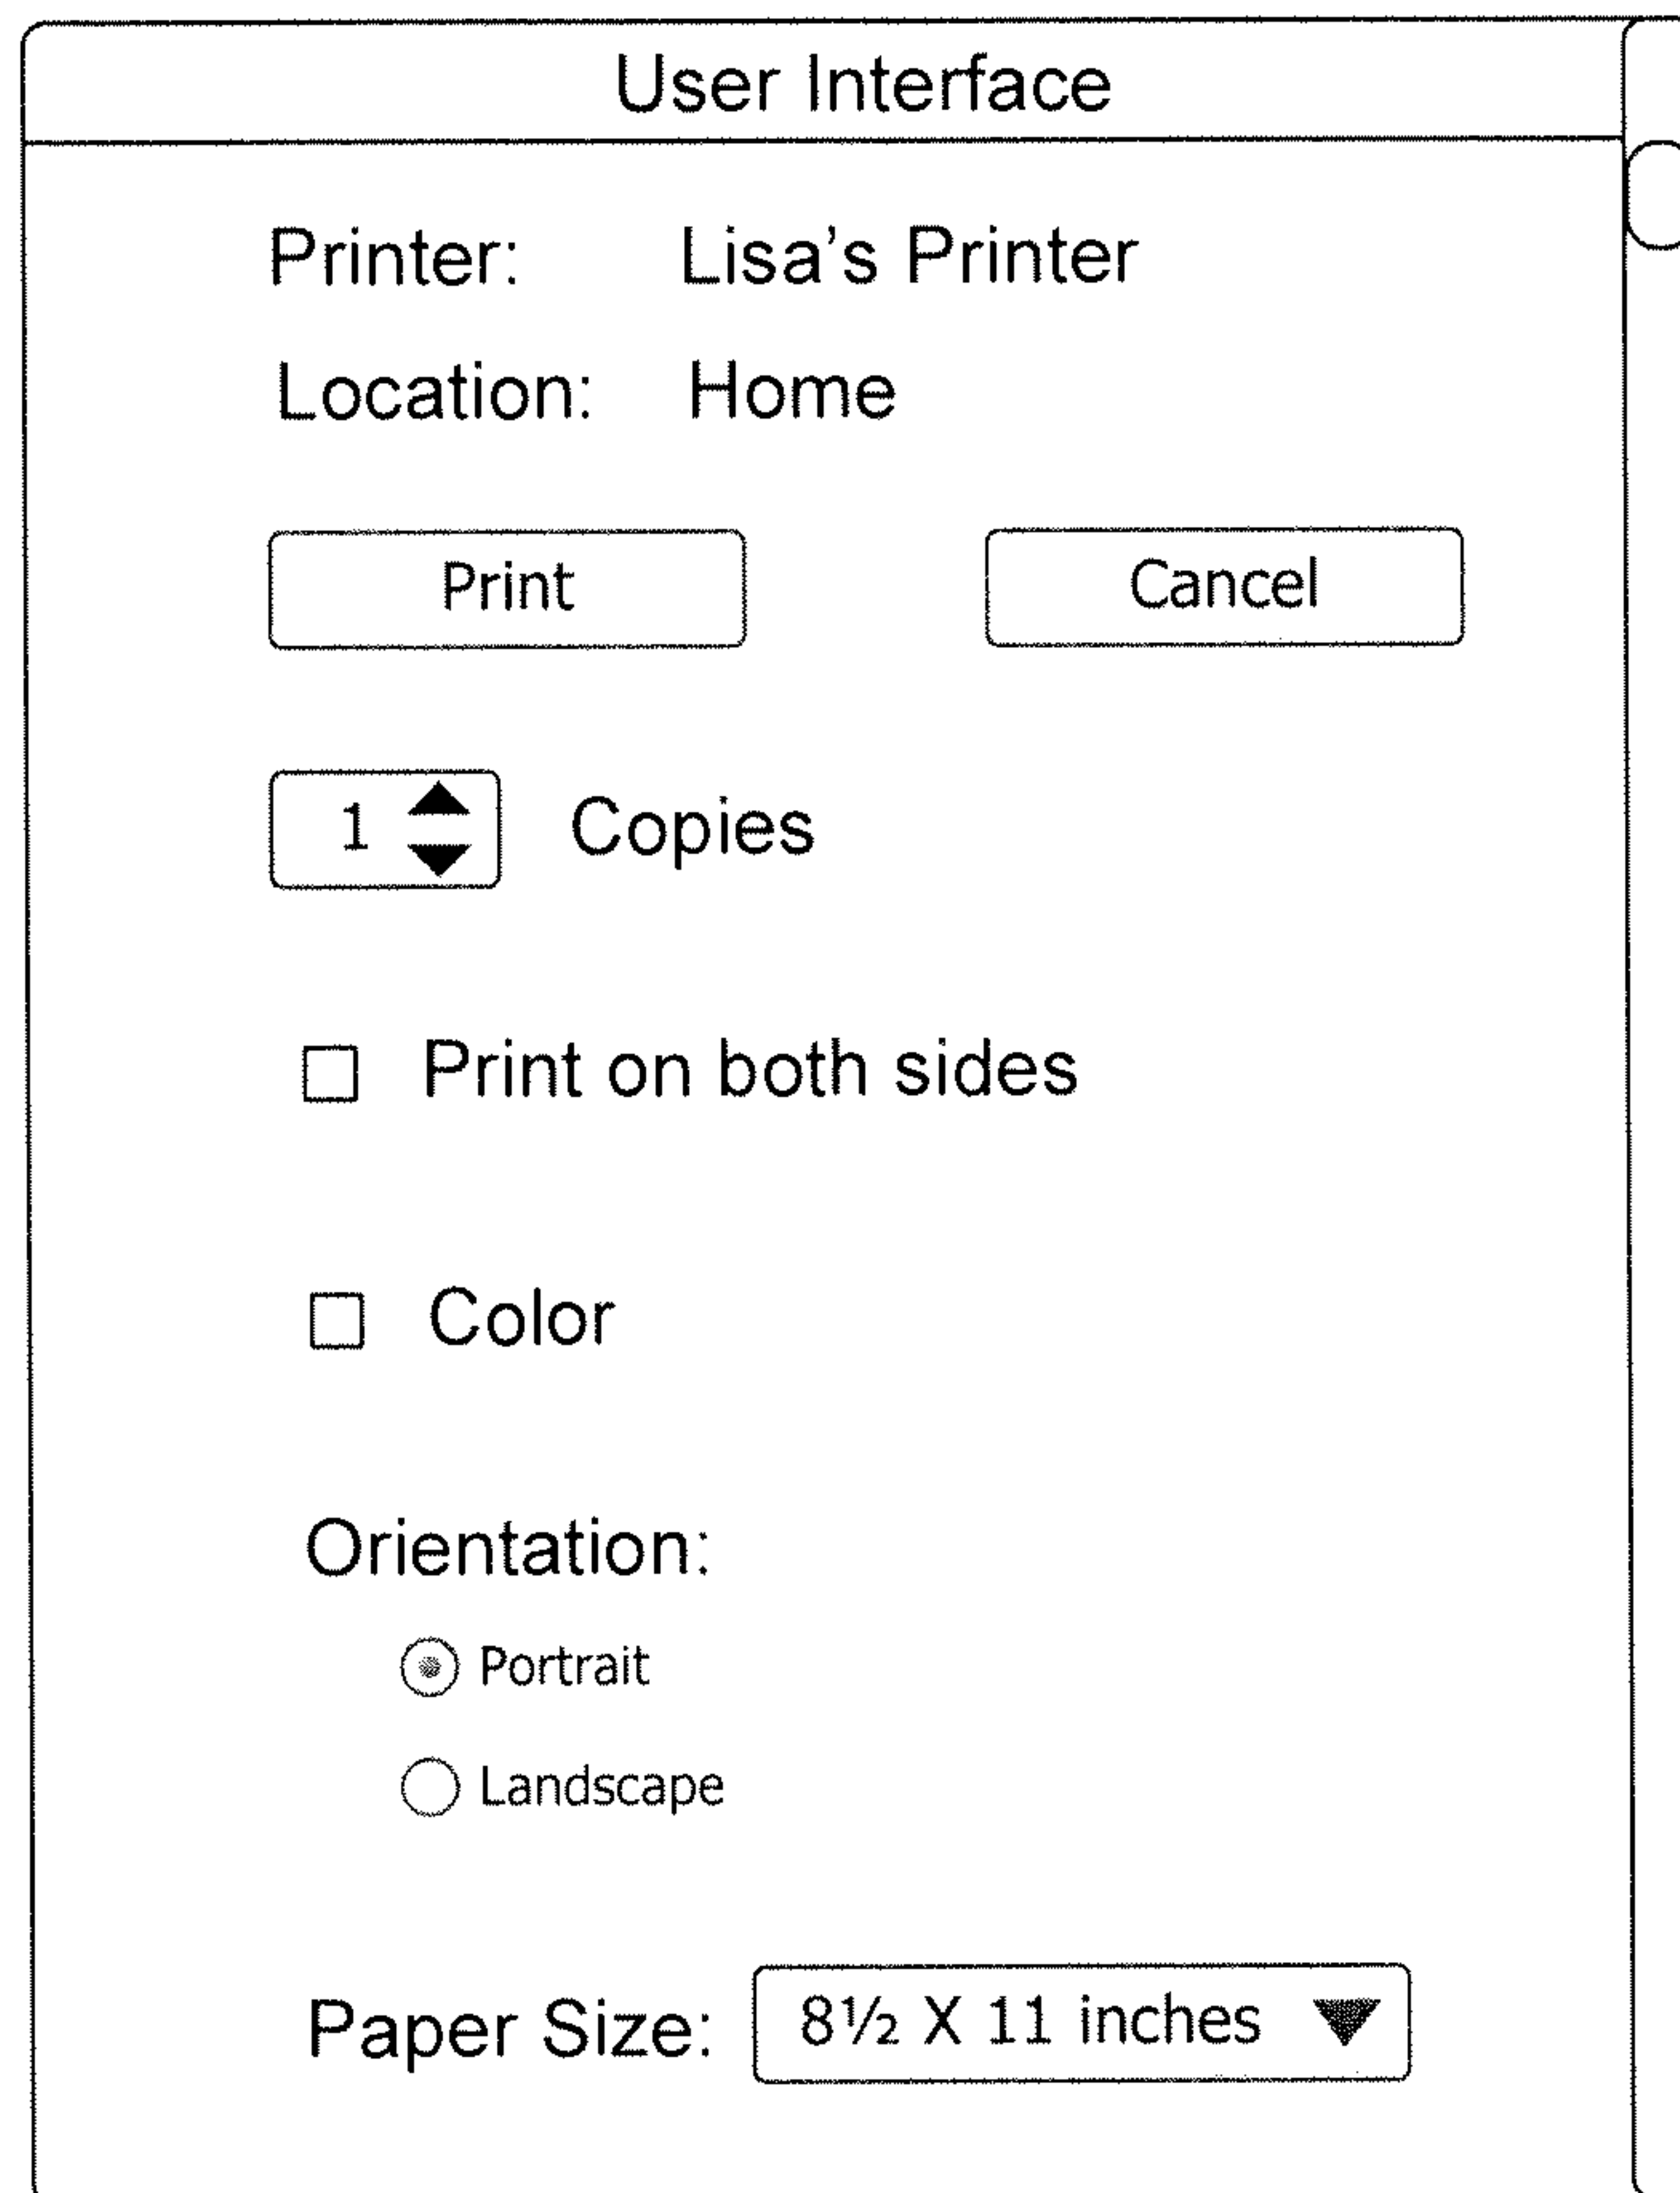 User Interface
Printer: Lisa's Printer
Location: Home
Print Cancel
1 Copies
Print on both sides
Color
Orientation:
Portrait
Landscape
Paper Size: 8½ X 11 inches